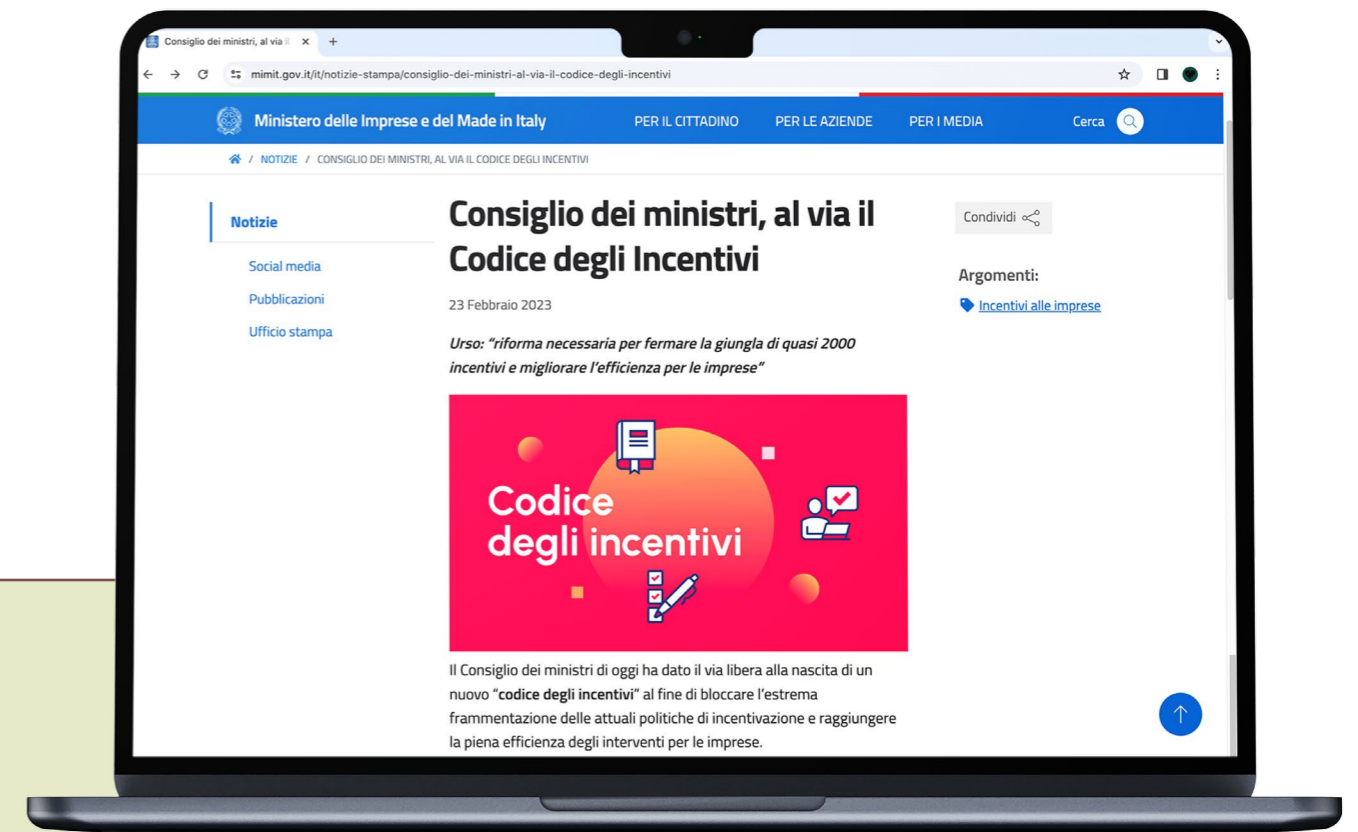 Consiglio dei ministri, al via il
mimit.gov.it/it/notizie-stampa/consiglio-dei-ministri-al-via-il-codice-degli-incentivi
Ministero delle Imprese e del Made in Italy
PER IL CITTADINO
PER LE AZIENDE
PER I MEDIA
Cerca
/ NOTIZIE / CONSIGLIO DEI MINISTRI, AL VIA IL CODICE DEGLI INCENTIVI
Notizie
Social media
Pubblicazioni
Ufficio stampa
Consiglio dei ministri, al via il
Codice degli Incentivi
23 Febbraio 2023
Urso: “riforma necessaria per fermare la giungla di quasi 2000
incentivi e migliorare l’efficienza per le imprese”
Codice
degli incentivi
Il Consiglio dei ministri di oggi ha dato il via libera alla nascita di un
nuovo “codice degli incentivi” al fine di bloccare l’estrema
frammentazione delle attuali politiche di incentivazione e raggiungere
la piena efficienza degli interventi per le imprese.
Condividi
Argomenti:
Incentivi alle imprese